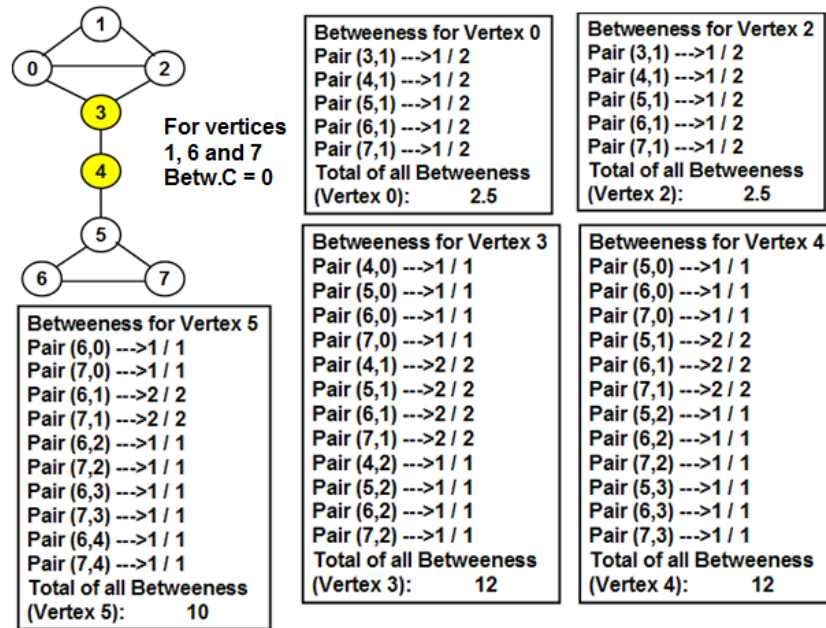 1
0
2
3
4
5
6
7
For vertices
1, 6 and 7
Betw.C = 0
Betweeness for Vertex 0
Pair (3,1) --->1 / 2
Pair (4,1) --->1 / 2
Pair (5,1) --->1 / 2
Pair (6,1) --->1 / 2
Pair (7,1) --->1 / 2
Total of all Betweeness
(Vertex 0): 2.5
Betweeness for Vertex 2
Pair (3,1) --->1 / 2
Pair (4,1) --->1 / 2
Pair (5,1) --->1 / 2
Pair (6,1) --->1 / 2
Pair (7,1) --->1 / 2
Total of all Betweeness
(Vertex 2): 2.5
Betweeness for Vertex 5
Pair (6,0) --->1 / 1
Pair (7,0) --->1 / 1
Pair (6,1) --->2 / 2
Pair (7,1) --->2 / 2
Pair (6,2) --->1 / 1
Pair (7,2) --->1 / 1
Pair (6,3) --->1 / 1
Pair (7,3) --->1 / 1
Pair (6,4) --->1 / 1
Pair (7,4) --->1 / 1
Total of all Betweeness
(Vertex 5): 10
Betweeness for Vertex 3
Pair (4,0) --->1 / 1
Pair (5,0) --->1 / 1
Pair (6,0) --->1 / 1
Pair (7,0) --->1 / 1
Pair (4,1) --->2 / 2
Pair (5,1) --->2 / 2
Pair (6,1) --->2 / 2
Pair (7,1) --->2 / 2
Pair (4,2) --->1 / 1
Pair (5,2) --->1 / 1
Pair (6,2) --->1 / 1
Pair (7,2) --->1 / 1
Total of all Betweeness
(Vertex 3): 12
Betweeness for Vertex 4
Pair (5,0) --->1 / 1
Pair (6,0) --->1 / 1
Pair (7,0) --->1 / 1
Pair (5,1) --->2 / 2
Pair (6,1) --->2 / 2
Pair (7,1) --->2 / 2
Pair (5,2) --->1 / 1
Pair (6,2) --->1 / 1
Pair (7,2) --->1 / 1
Pair (5,3) --->1 / 1
Pair (6,3) --->1 / 1
Pair (7,3) --->1 / 1
Total of all Betweeness
(Vertex 4): 12